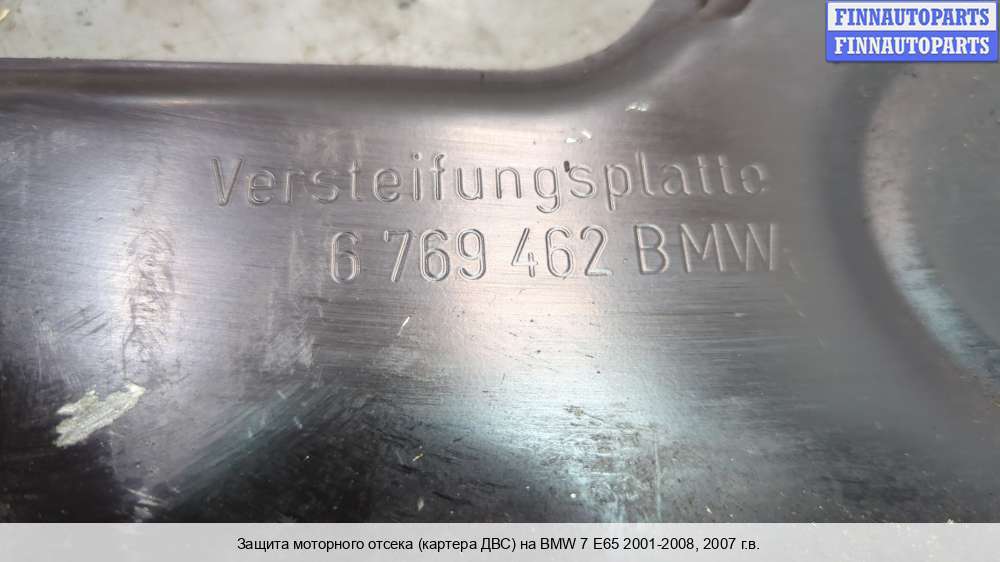 FINNAUTOPARTS
FINNAUTOPARTS
Versteifungsplatte
6 769 462 BMW
Защита моторного отсека (картера ДВС) на BMW 7 E65 2001-2008, 2007 г.в.